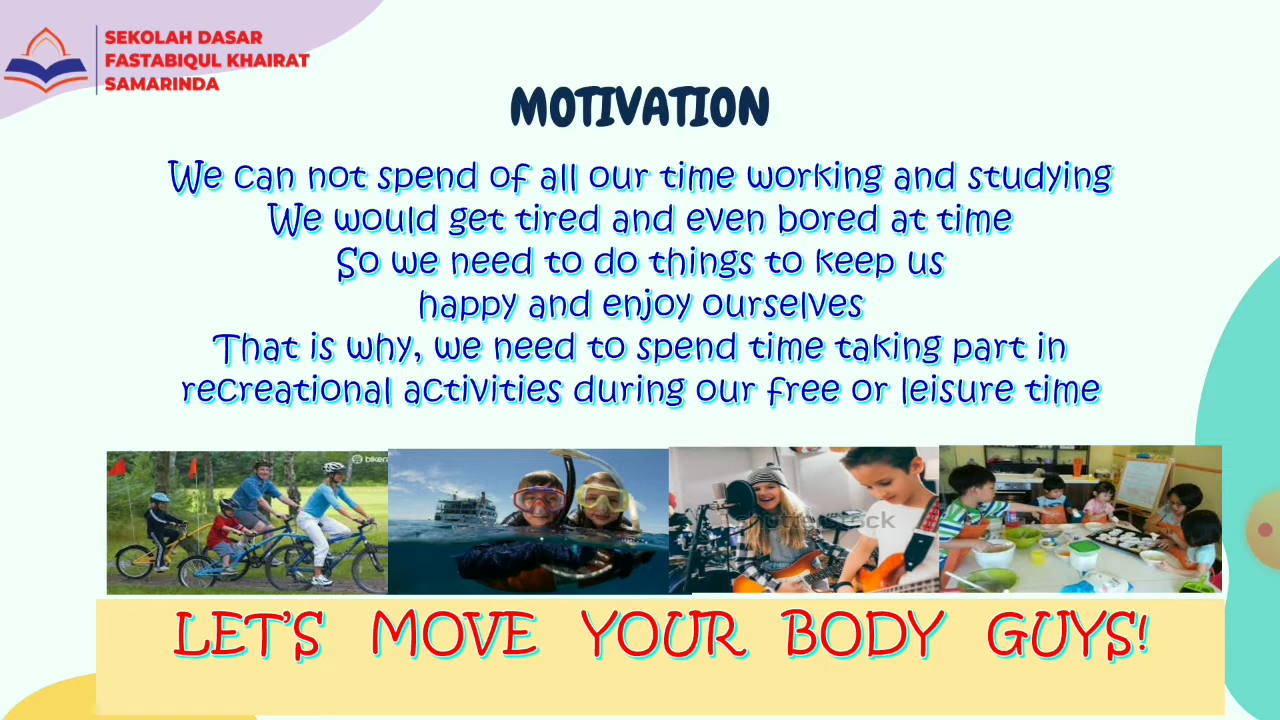 SEKOLAH DASAR
FASTABIQUL KHAIRAT
SAMARINDA
MOTIVATION
We can not spend of all our time working and studying
We would get tired and even bored at time
So we need to do things to keep us
happy and enjoy ourselves
That is why, we need to spend time taking part in
recreational activities during our free or leisure time
LET'S MOVE YOUR BODY GUYS!